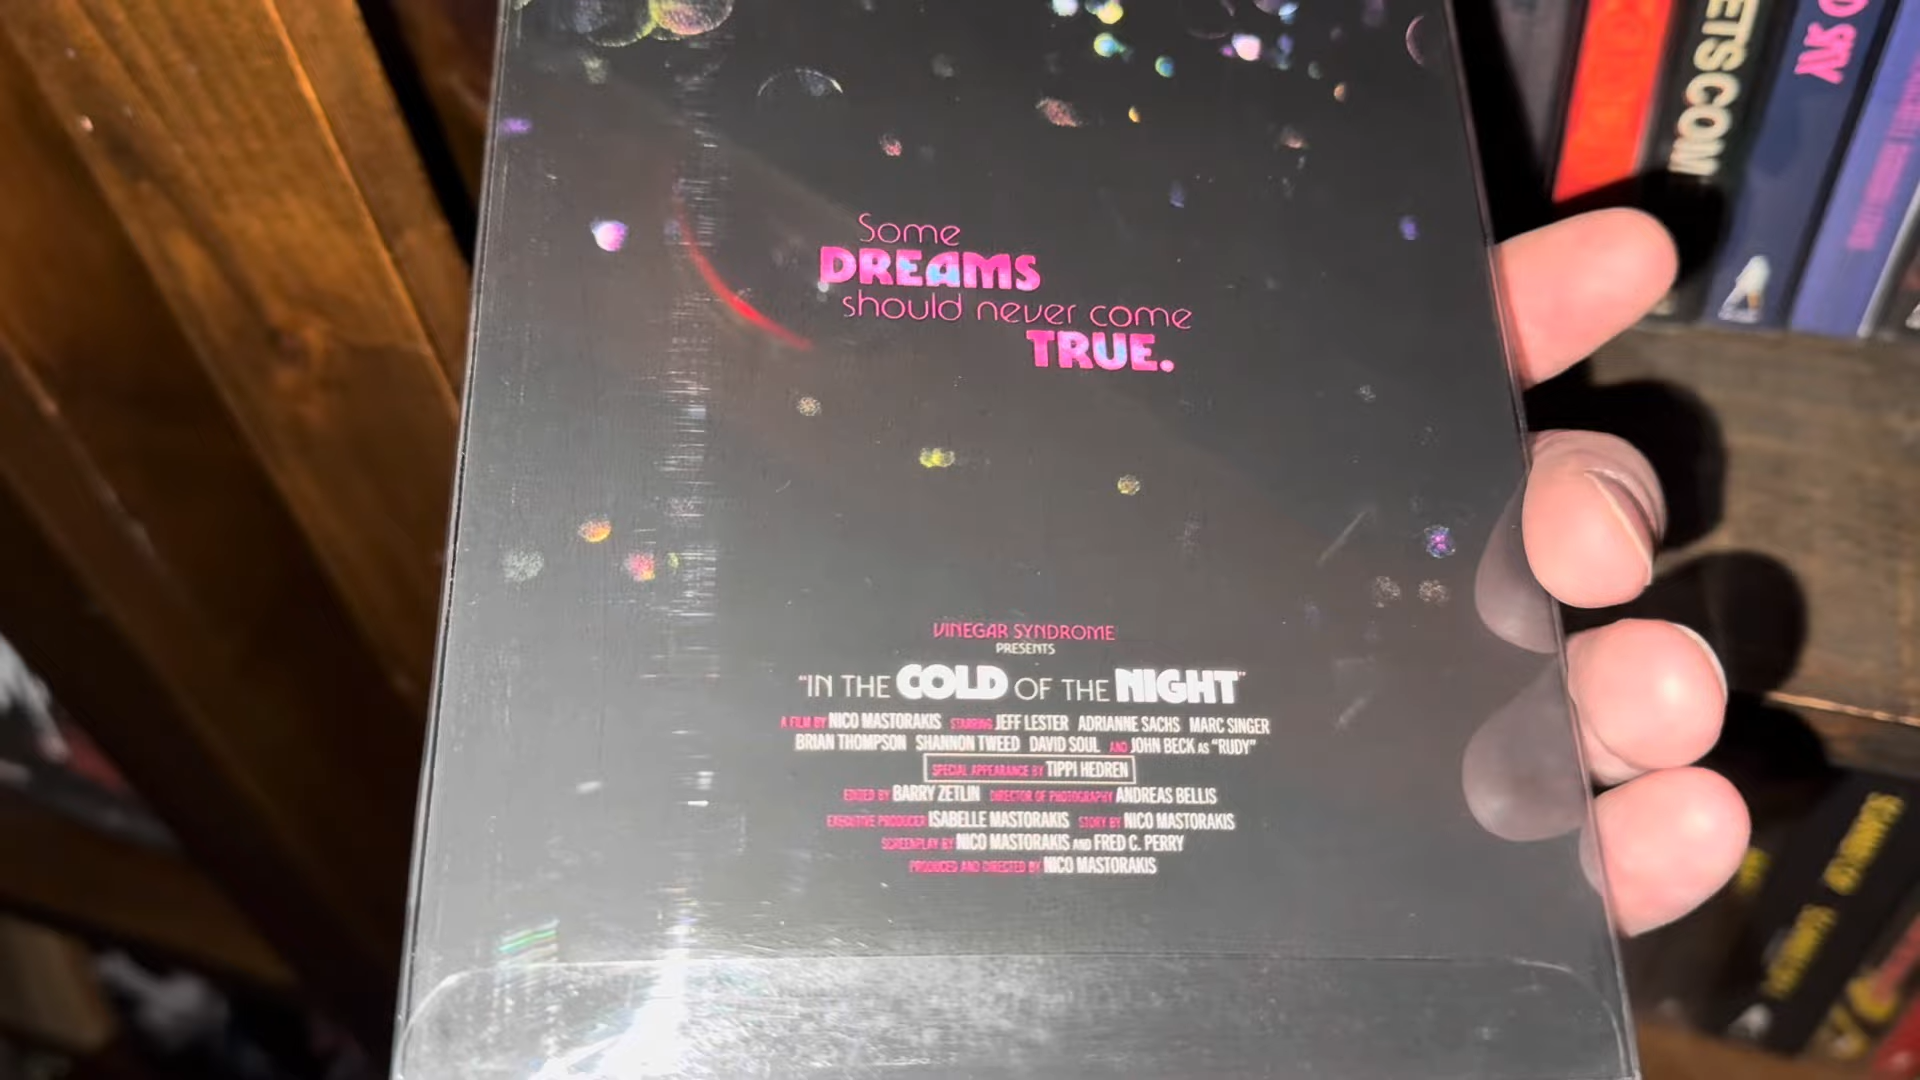 Some
DREAMS
should never come
TRUE.
VINEGAR SYNDROME
PRESENTS
"IN THE COLD OF THE NIGHT"
A FILM BY NICO MASTORAKIS STARRING JEFF LESTER ADRIANNE SACHS MARC SINGER
BRIAN THOMPSON SHANNON TWEED DAVID SOUL AND JOHN BECK AS "RUDY"
SPECIAL APPEARANCE BY TIPPI HEDREN
EDITED BY BARRY ZETLIN DIRECTOR OF PHOTOGRAPHY ANDREAS BELLIS
EXECUTIVE PRODUCER ISABELLE MASTORAKIS STORY BY NICO MASTORAKIS
SCREENPLAY BY NICO MASTORAKIS AND FRED C. PERRY
PRODUCED AND DIRECTED BY NICO MASTORAKIS